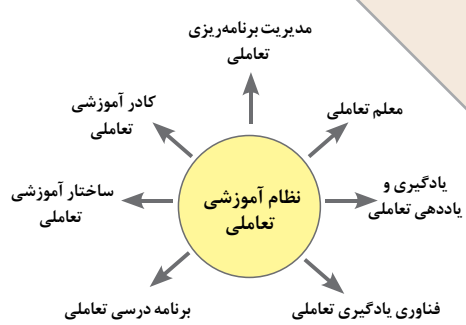 مدیریت برنامه‌ریزی
تعاملی
معلم تعاملی
کادر آموزشی
تعاملی
یادگیری و
یاددهی تعاملی
نظام آموزشی
تعاملی
ساختار آموزشی
تعاملی
فناوری یادگیری تعاملی
برنامه درسی تعاملی